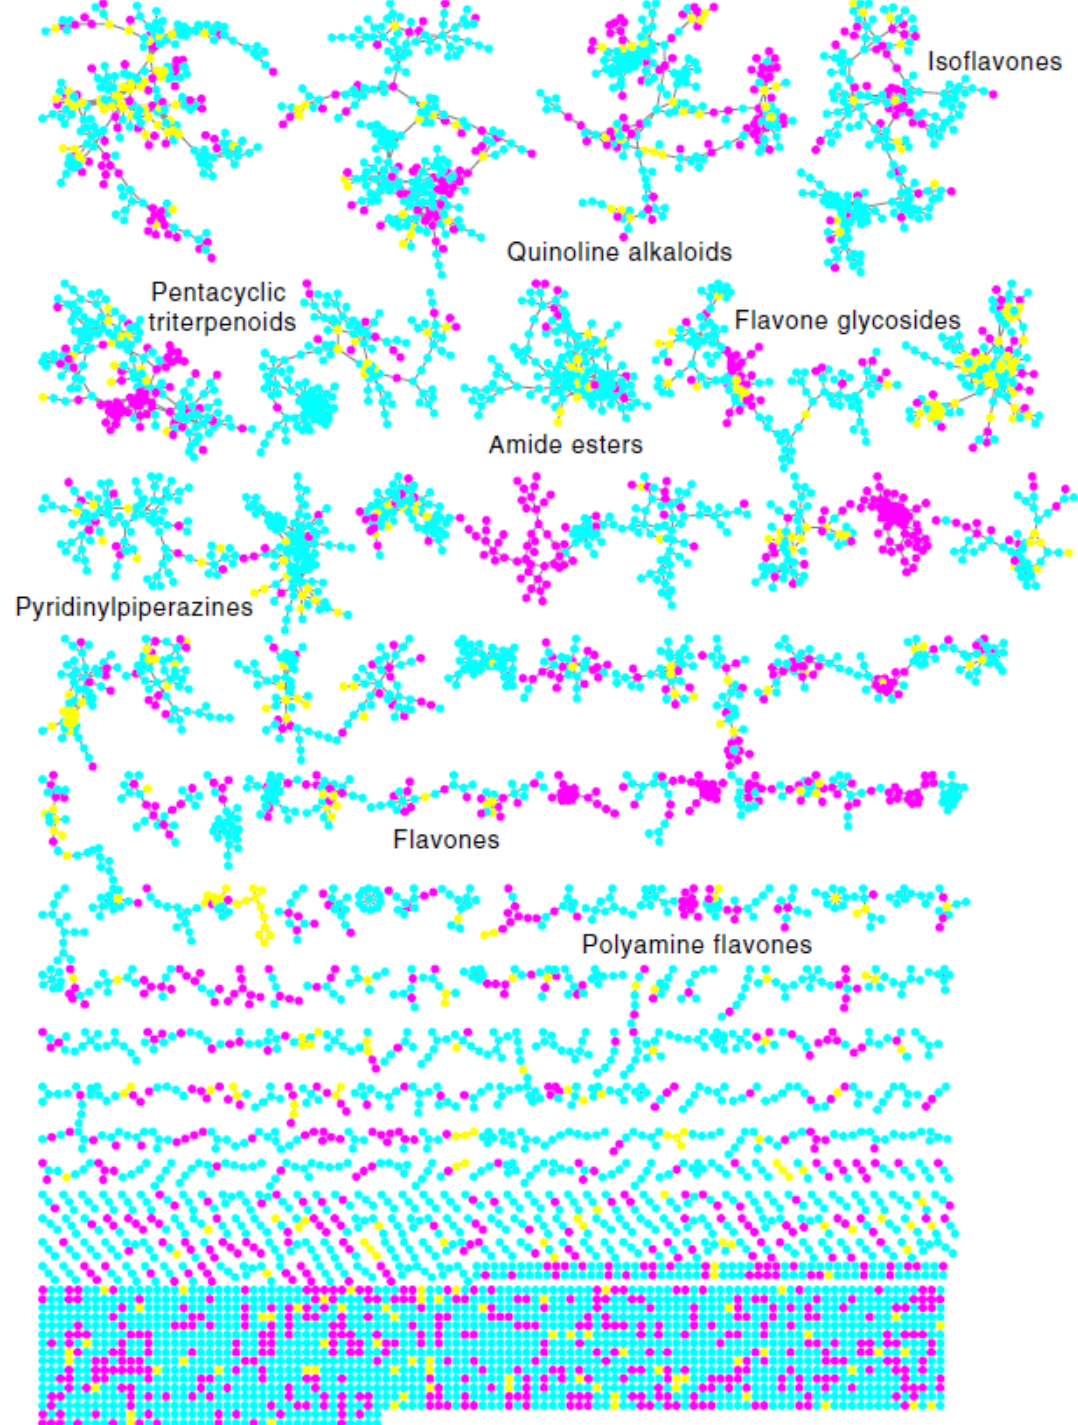 Isoflavones
Quinoline alkaloids
Pentacyclic
triterpenoids
Flavone glycosides
Amide esters
Pyridinylpiperazines
Flavones
Polyamine flavones